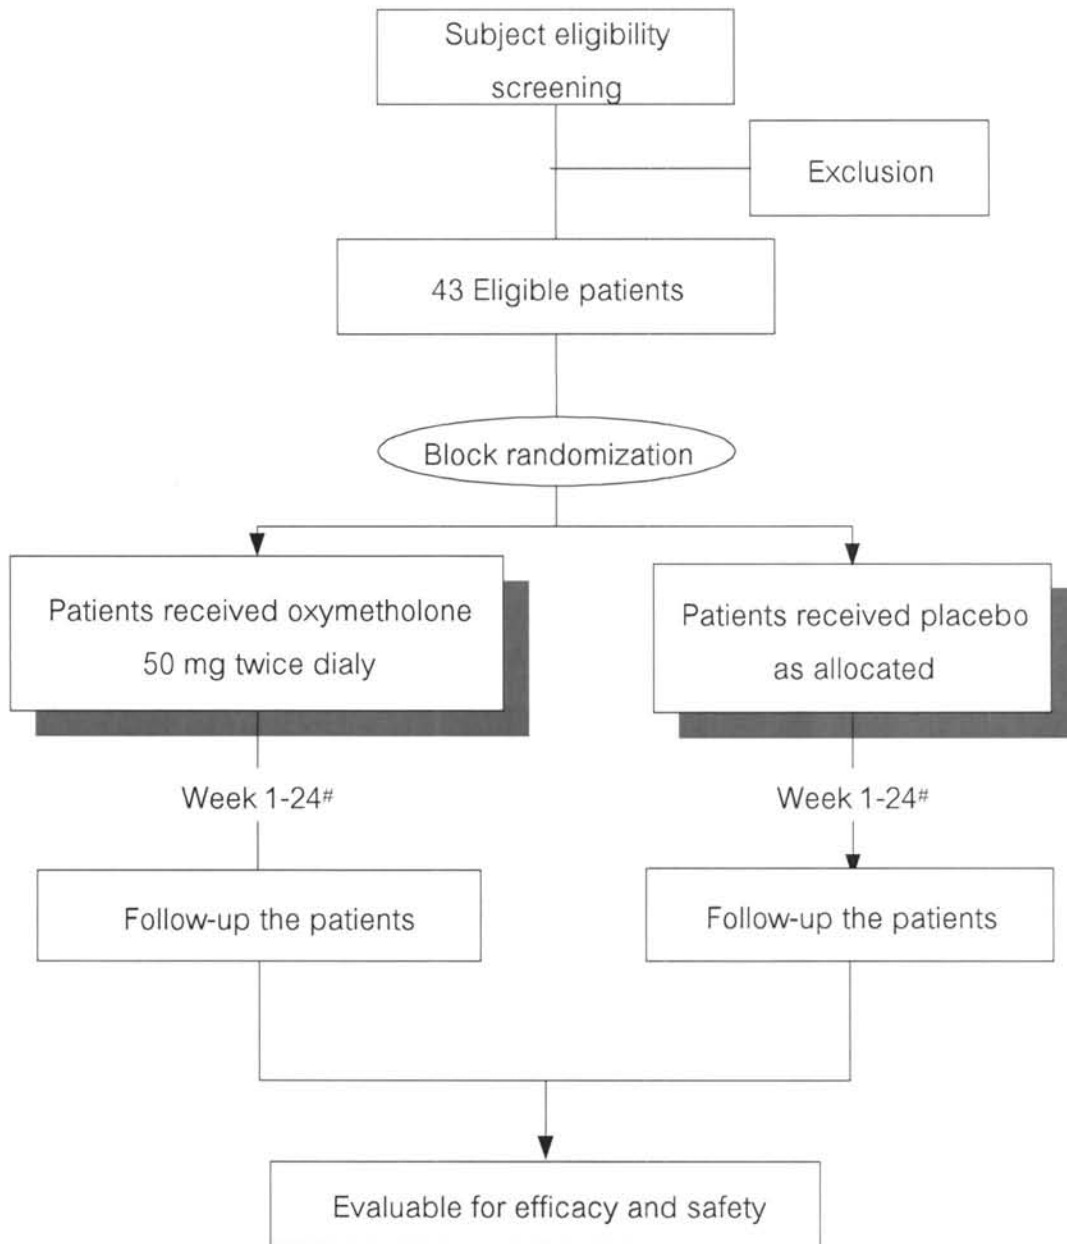 Subject eligibility
screening
Exclusion
43 Eligible patients
Block randomization
Patients received oxymetholone
50 mg twice dialy
Patients received placebo
as allocated
Week 1-24#
Week 1-24#
Follow-up the patients
Follow-up the patients
Evaluable for efficacy and safety